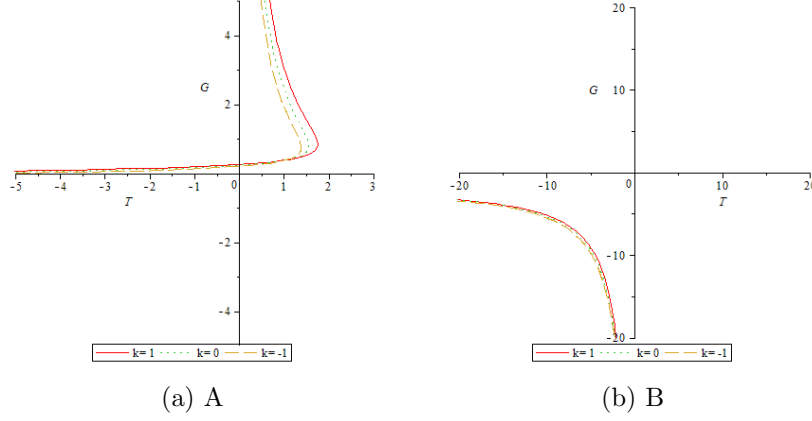 4
G
2
-5 -4 -3 -2 -1 0 1 2 3
T
-2
-4
k= 1 k= 0 k= -1
(a) A
20
G 10
-20 -10 0 10 20
T
-10
-20
k= 1 k= 0 k= -1
(b) B